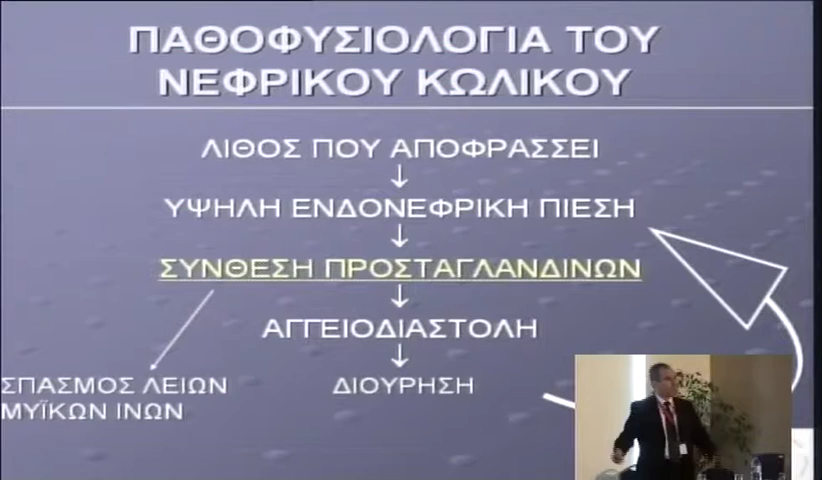 ΠΑΘΟΦΥΣΙΟΛΟΓΙΑ ΤΟΥ
ΝΕΦΡΙΚΟΥ ΚΩΛΙΚΟΥ
ΛΙΘΟΣ ΠΟΥ ΑΠΟΦΡΑΣΣΕΙ
ΥΨΗΛΗ ΕΝΔΟΝΕΦΡΙΚΗ ΠΙΕΣΗ
ΣΥΝΘΕΣΗ ΠΡΟΣΤΑΓΛΑΝΔΙΝΩΝ
ΑΓΓΕΙΟΔΙΑΣΤΟΛΗ
ΣΠΑΣΜΟΣ ΛΕΙΩΝ
ΜΥΪΚΩΝ ΙΝΩΝ
ΔΙΟΥΡΗΣΗ